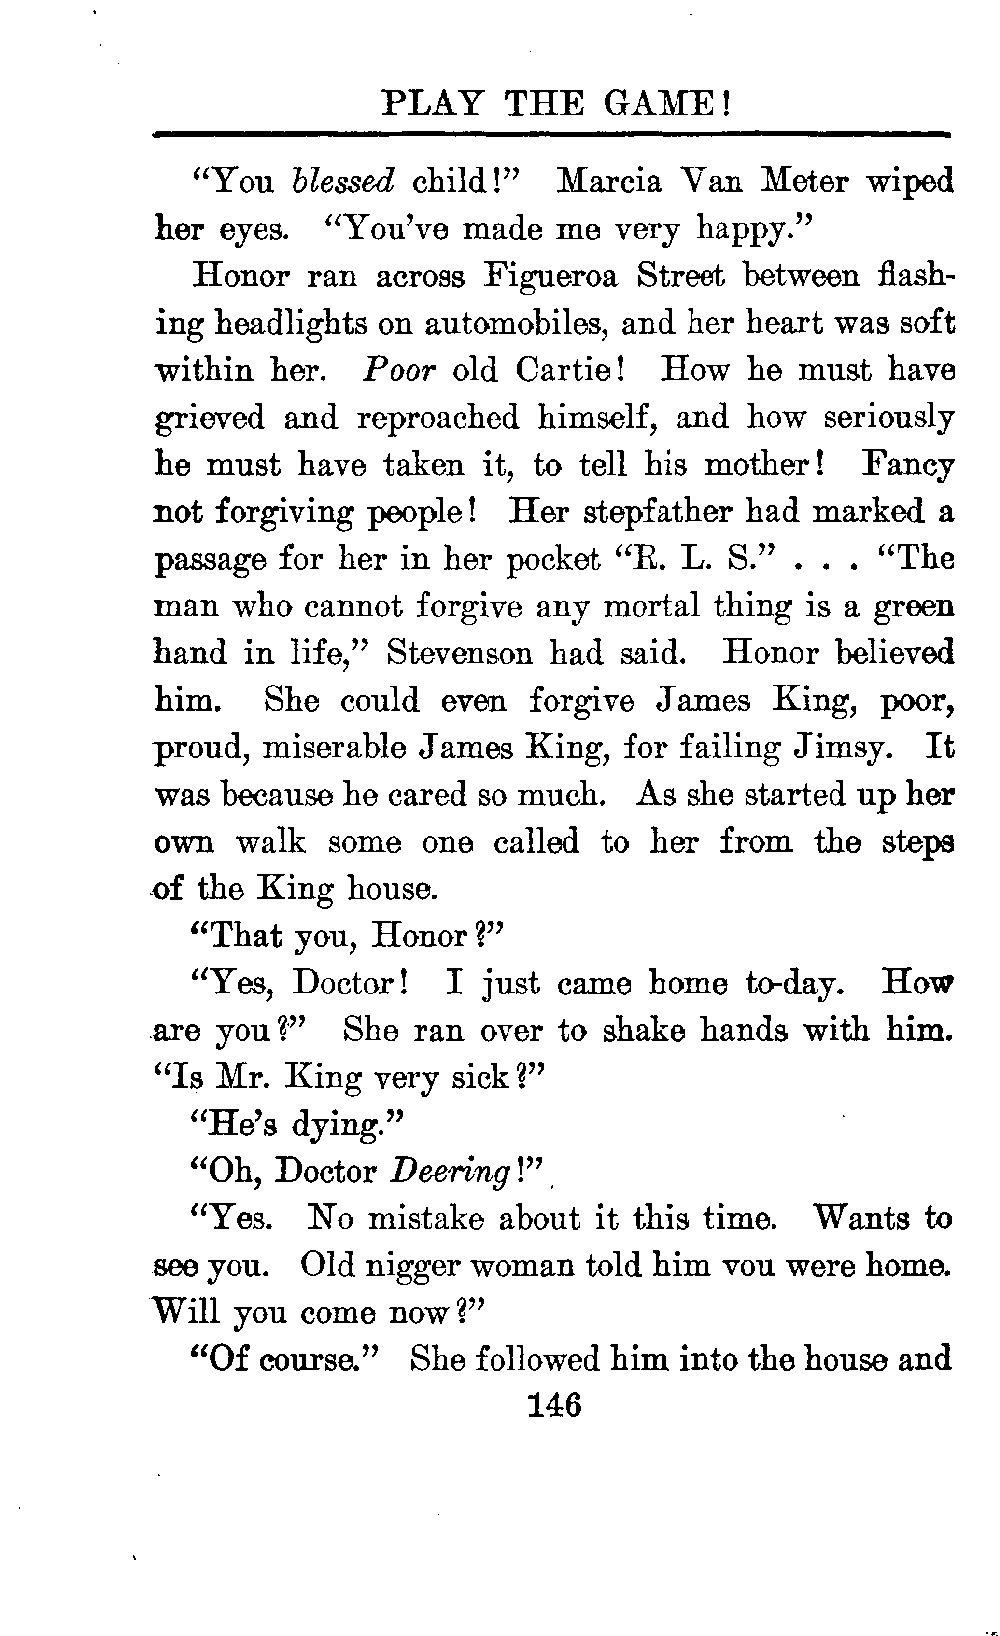 PLAY THE GAME!
“You blessed child!” Marcia Van Meter wiped
her eyes. “You’ve made me very happy.”
Honor ran across Figueroa Street between flash-
ing headlights on automobiles, and her heart was soft
within her. Poor old Cartie! How he must have
grieved and reproached himself, and how seriously
he must have taken it, to tell his mother! Fancy
not forgiving people! Her stepfather had marked a
passage for her in her pocket “R. L. S.” . . . “The
man who cannot forgive any mortal thing is a green
hand in life,” Stevenson had said. Honor believed
him. She could even forgive James King, poor,
proud, miserable James King, for failing Jimsy. It
was because he cared so much. As she started up her
own walk some one called to her from the steps
of the King house.
“That you, Honor?”
“Yes, Doctor! I just came home to-day. How
are you?” She ran over to shake hands with him.
“Is Mr. King very sick?”
“He’s dying.”
“Oh, Doctor Deering!”
“Yes. No mistake about it this time. Wants to
see you. Old nigger woman told him you were home.
Will you come now?”
“Of course.” She followed him into the house and
146